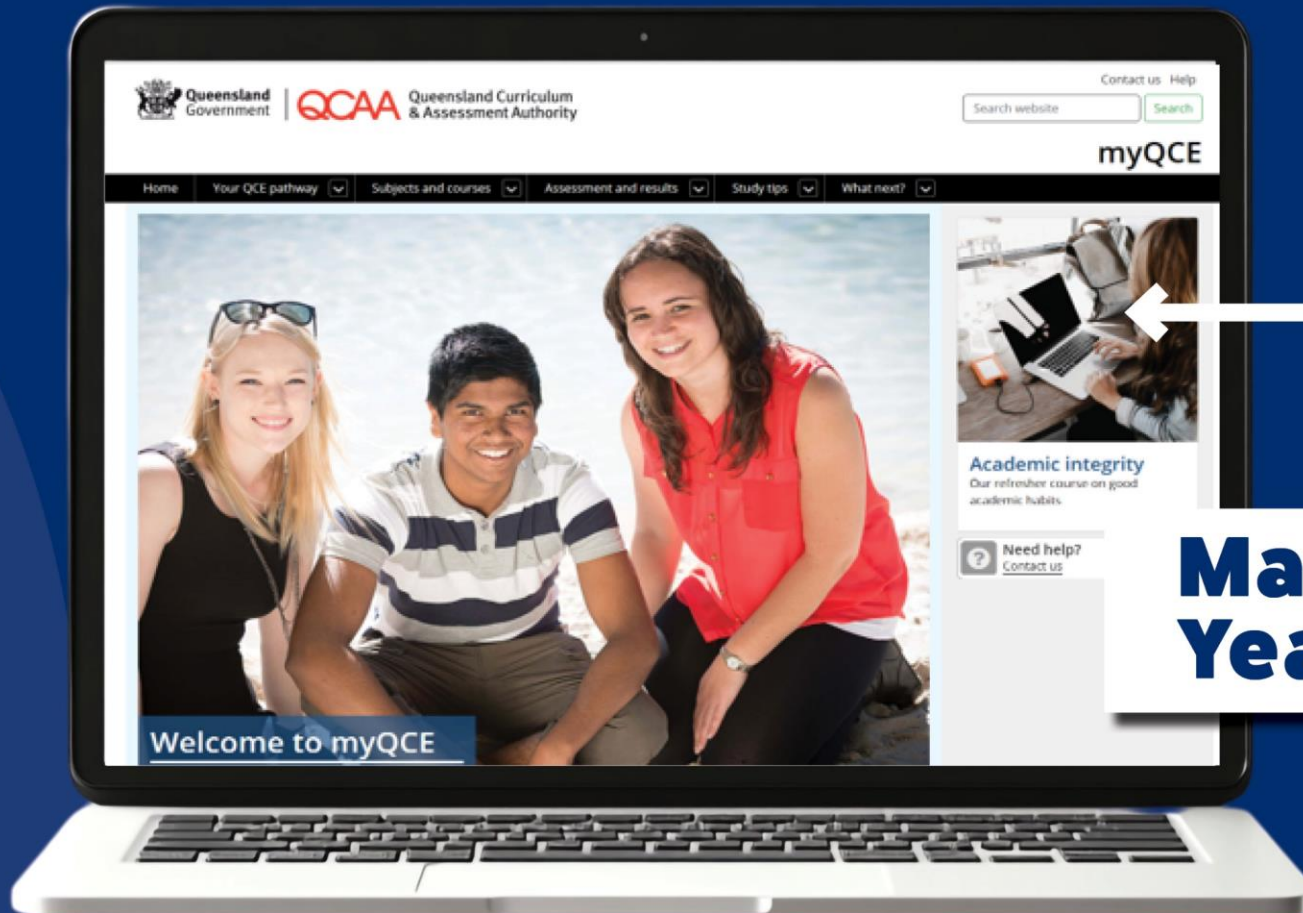 Queensland
Government
QCAA
Queensland Curriculum
& Assessment Authority
Contact us Help
Search website
Search
myQCE
Home Your QCE pathway Subjects and courses Assessment and results Study tips What next?
Academic integrity
Our refresher course on good
academic habits
? Need help?
Contact us
Welcome to myQCE
Ma
Yea